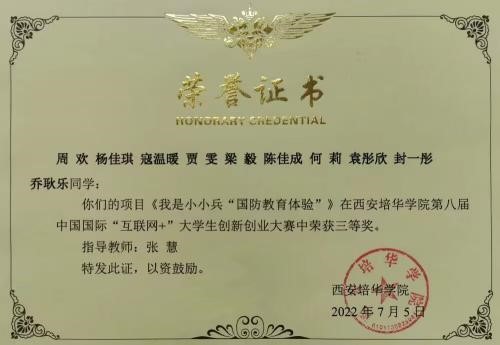 荣誉证书
HONORARY CREDENTIAL
周 欢 杨佳琪 寇温暖 贾 雯 梁 毅 陈佳成 何 莉 袁彤欣 封一彤
乔耿乐同学：
你们的项目《我是小小兵“国防教育体验”》在西安培华学院第八届
中国国际“互联网+”大学生创新创业大赛中荣获三等奖。
指导教师：张 慧
特发此证，以资鼓励。
西安培华学院
2022 年 7 月 5 日
培华学院